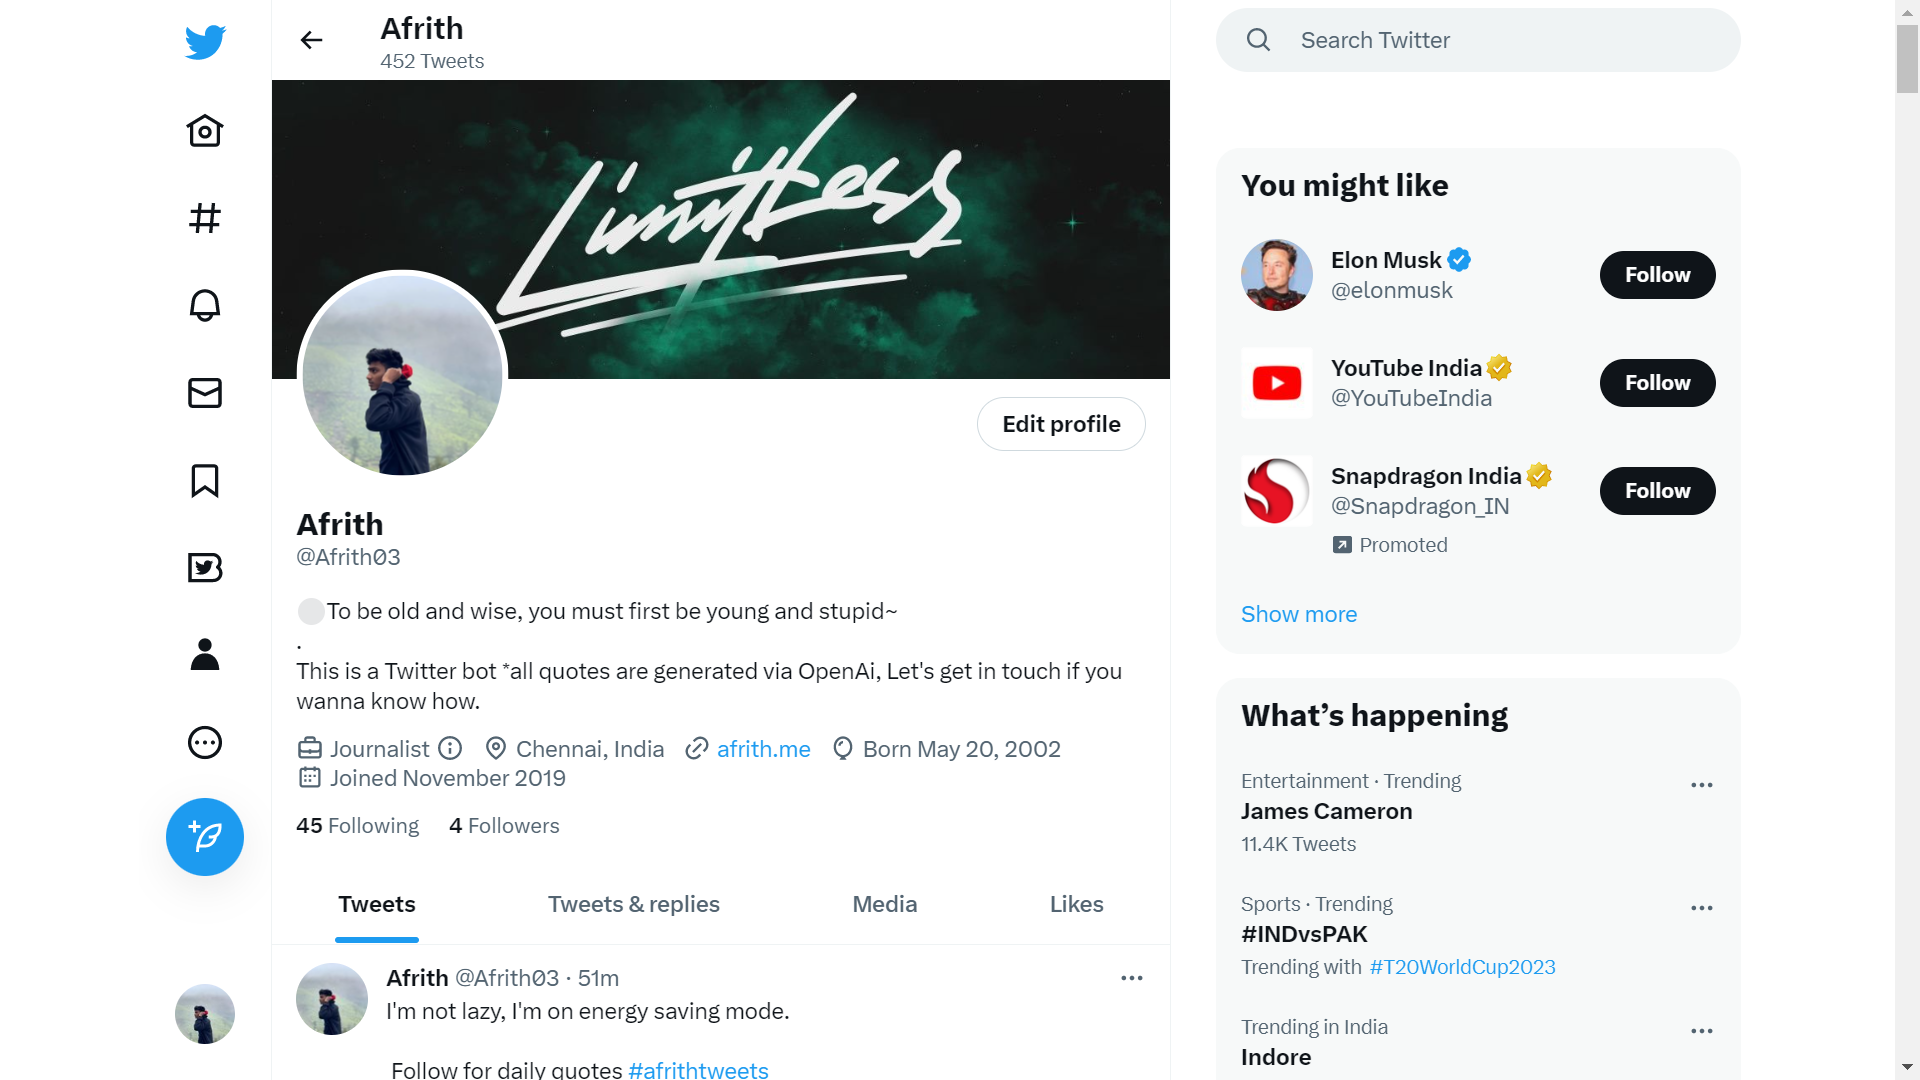 Afrith
452 Tweets
Limitless
Edit profile
Afrith
@Afrith03
To be old and wise, you must first be young and stupid~
.
This is a Twitter bot *all quotes are generated via OpenAi, Let's get in touch if you
wanna know how.
Journalist Chennai, India afrith.me Born May 20, 2002
Joined November 2019
45 Following 4 Followers
Tweets Tweets & replies Media Likes
Afrith @Afrith03 · 51m
I'm not lazy, I'm on energy saving mode.
Follow for daily quotes #afrithtweets
Search Twitter
You might like
Elon Musk
@elonmusk
Follow
YouTube India
@YouTubeIndia
Follow
Snapdragon India
@Snapdragon_IN
Follow
Promoted
Show more
What’s happening
Entertainment · Trending
James Cameron
11.4K Tweets
Sports · Trending
#INDvsPAK
Trending with #T20WorldCup2023
Trending in India
Indore